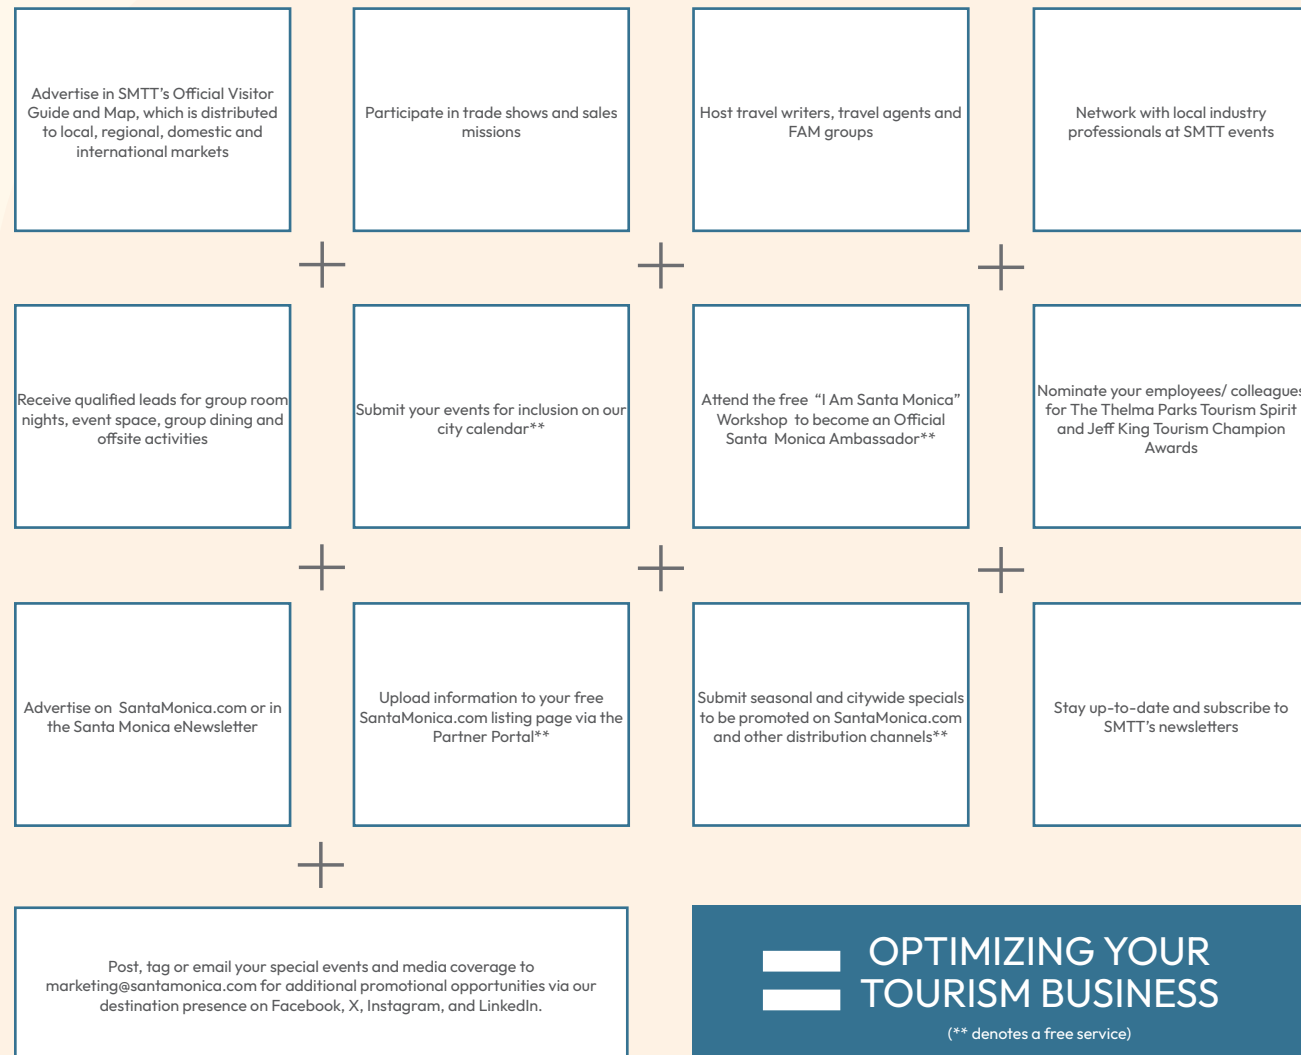 Advertise in SMTT's Official Visitor
Guide and Map, which is distributed
to local, regional, domestic and
international markets
Participate in trade shows and sales
missions
Host travel writers, travel agents and
FAM groups
Network with local industry
professionals at SMTT events
Receive qualified leads for group room
nights, event space, group dining and
offsite activities
Submit your events for inclusion on our
city calendar**
Attend the free “I Am Santa Monica”
Workshop to become an Official
Santa Monica Ambassador**
Nominate your employees/ colleagues
for The Thelma Parks Tourism Spirit
and Jeff King Tourism Champion
Awards
Advertise on SantaMonica.com or in
the Santa Monica eNewsletter
Upload information to your free
SantaMonica.com listing page via the
Partner Portal**
Submit seasonal and citywide specials
to be promoted on SantaMonica.com
and other distribution channels**
Stay up-to-date and subscribe to
SMTT's newsletters
Post, tag or email your special events and media coverage to
marketing@santamonica.com for additional promotional opportunities via our
destination presence on Facebook, X, Instagram, and LinkedIn.
OPTIMIZING YOUR
TOURISM BUSINESS
(** denotes a free service)